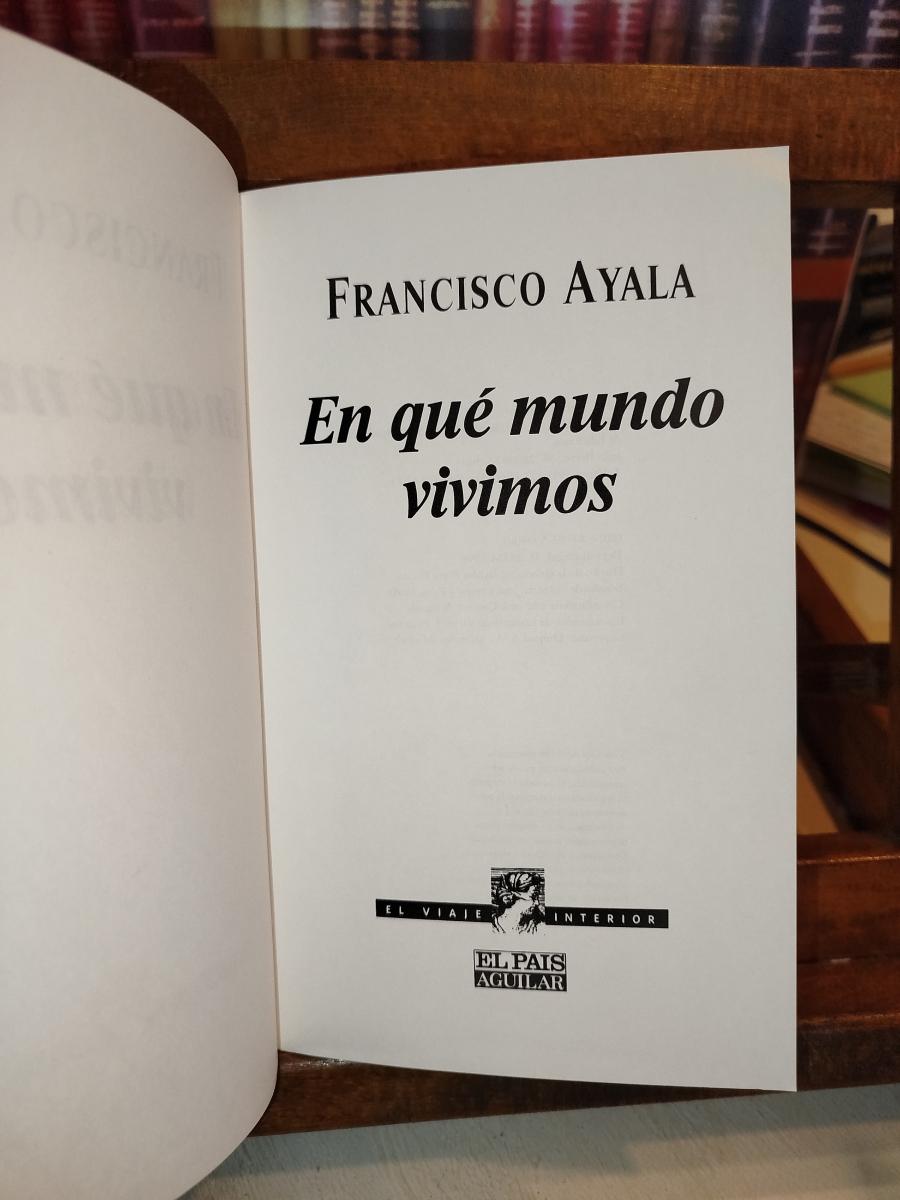 FRANCISCO AYALA
En qué mundo
vivimos
EL VIAJE INTERIOR
EL PAIS
AGUILAR